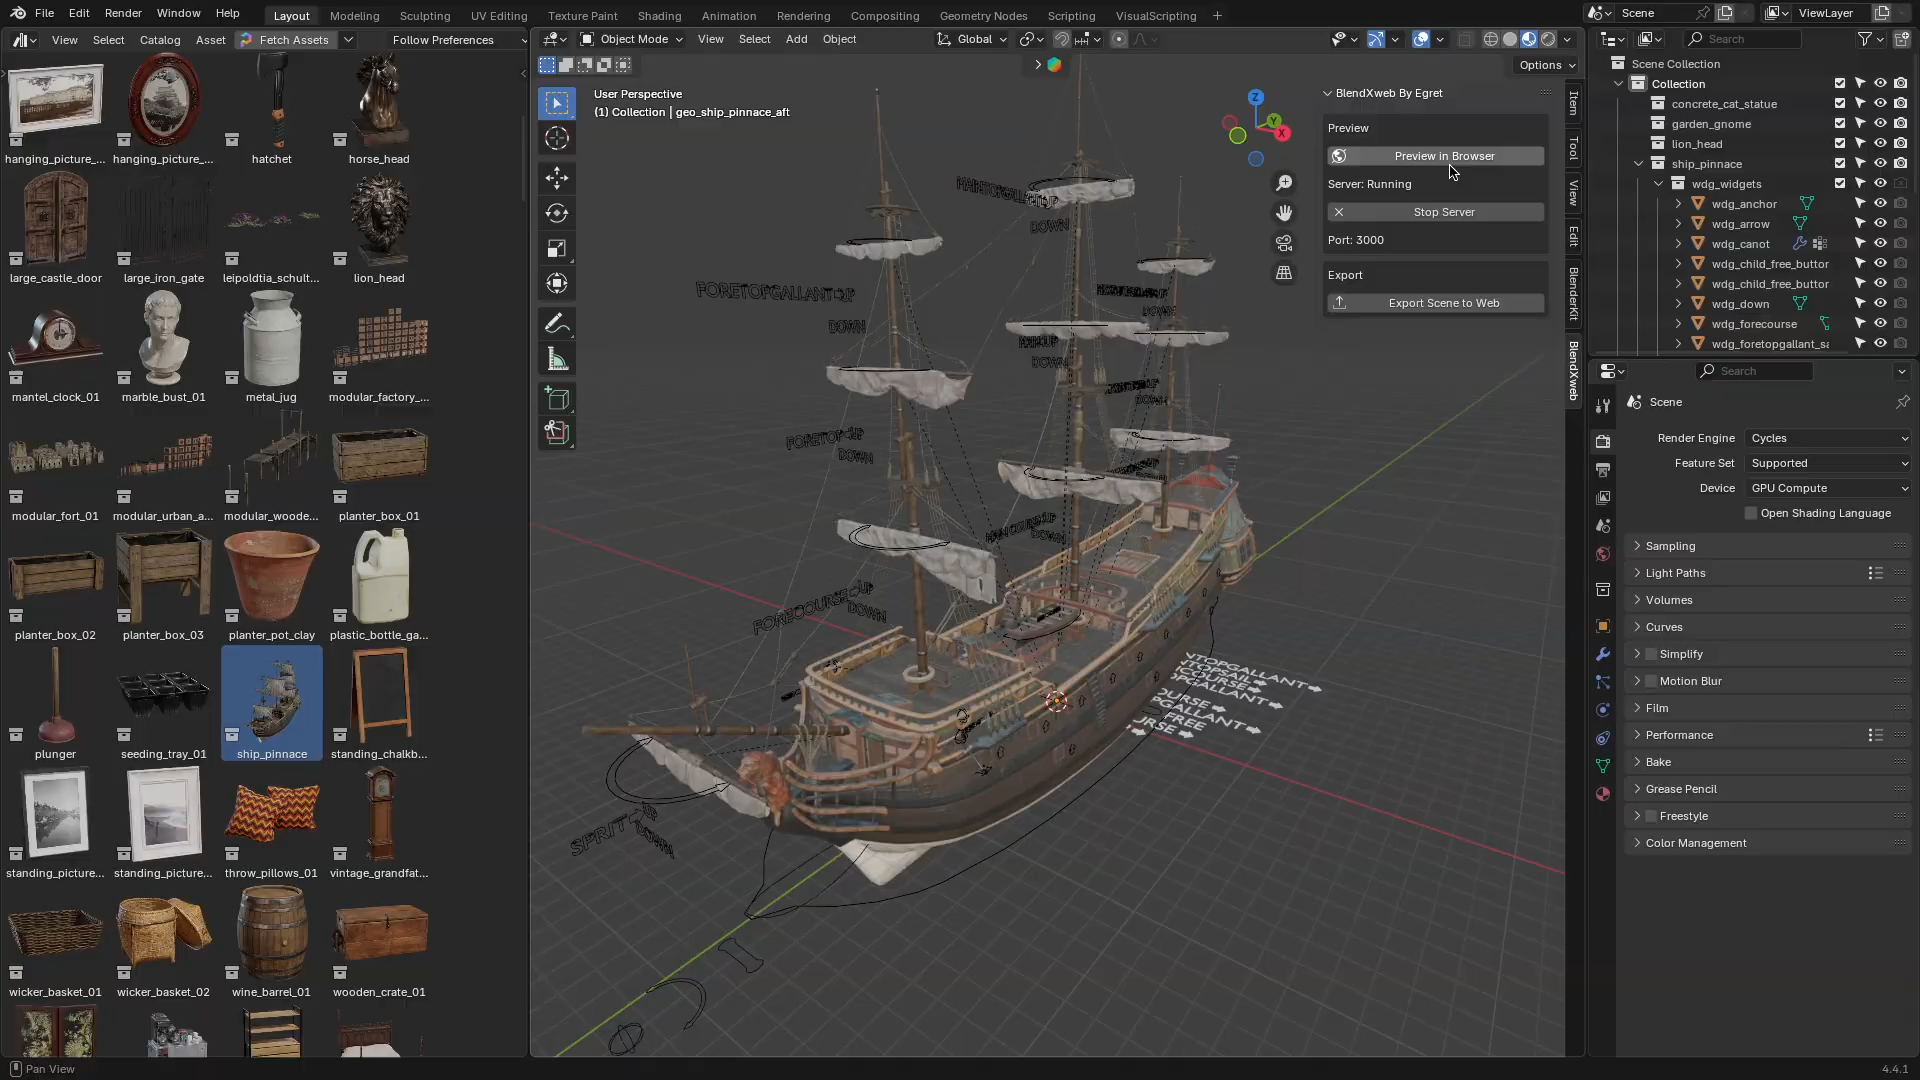 File Edit Render Window Help
Layout Modeling Sculpting UV Editing Texture Paint Shading Animation Rendering Compositing Geometry Nodes Scripting VisualScripting +
Scene
ViewLayer
View Select Catalog Asset Fetch Assets Follow Preferences
Object Mode View Select Add Object Global
Options
Search
hanging_picture_... hanging_picture_... hatchet horse_head
large_castle_door large_iron_gate leipoldtia_schult... lion_head
mantel_clock_01 marble_bust_01 metal_jug modular_factory_...
modular_fort_01 modular_urban_a... modular_woode... planter_box_01
planter_box_02 planter_box_03 planter_pot_clay plastic_bottle_ga...
plunger seeding_tray_01 ship_pinnace standing_chalkb...
standing_picture... standing_picture... throw_pillows_01 vintage_grandfat...
wicker_basket_01 wicker_basket_02 wine_barrel_01 wooden_crate_01
User Perspective
(1) Collection | geo_ship_pinnace_aft
Z
Y
X
DOWN
DOWN
DOWN
DOWN
DOWN
DOWN
DOWN
DOWN
DOWN
BlendXweb By Egret
Preview
Preview in Browser
Server: Running
Stop Server
Port: 3000
Export
Export Scene to Web
Item
Tool
View
Edit
BlenderKit
BlendXweb
Scene Collection
Collection
concrete_cat_statue
garden_gnome
lion_head
ship_pinnace
wdg_widgets
wdg_anchor
wdg_arrow
wdg_canot
wdg_child_free_buttor
wdg_child_free_buttor
wdg_down
wdg_forecourse
wdg_foretopgallant_sa
Search
Scene
Render Engine Cycles
Feature Set Supported
Device GPU Compute
Open Shading Language
Sampling
Light Paths
Volumes
Curves
Simplify
Motion Blur
Film
Performance
Bake
Grease Pencil
Freestyle
Color Management
Pan View
4.4.1